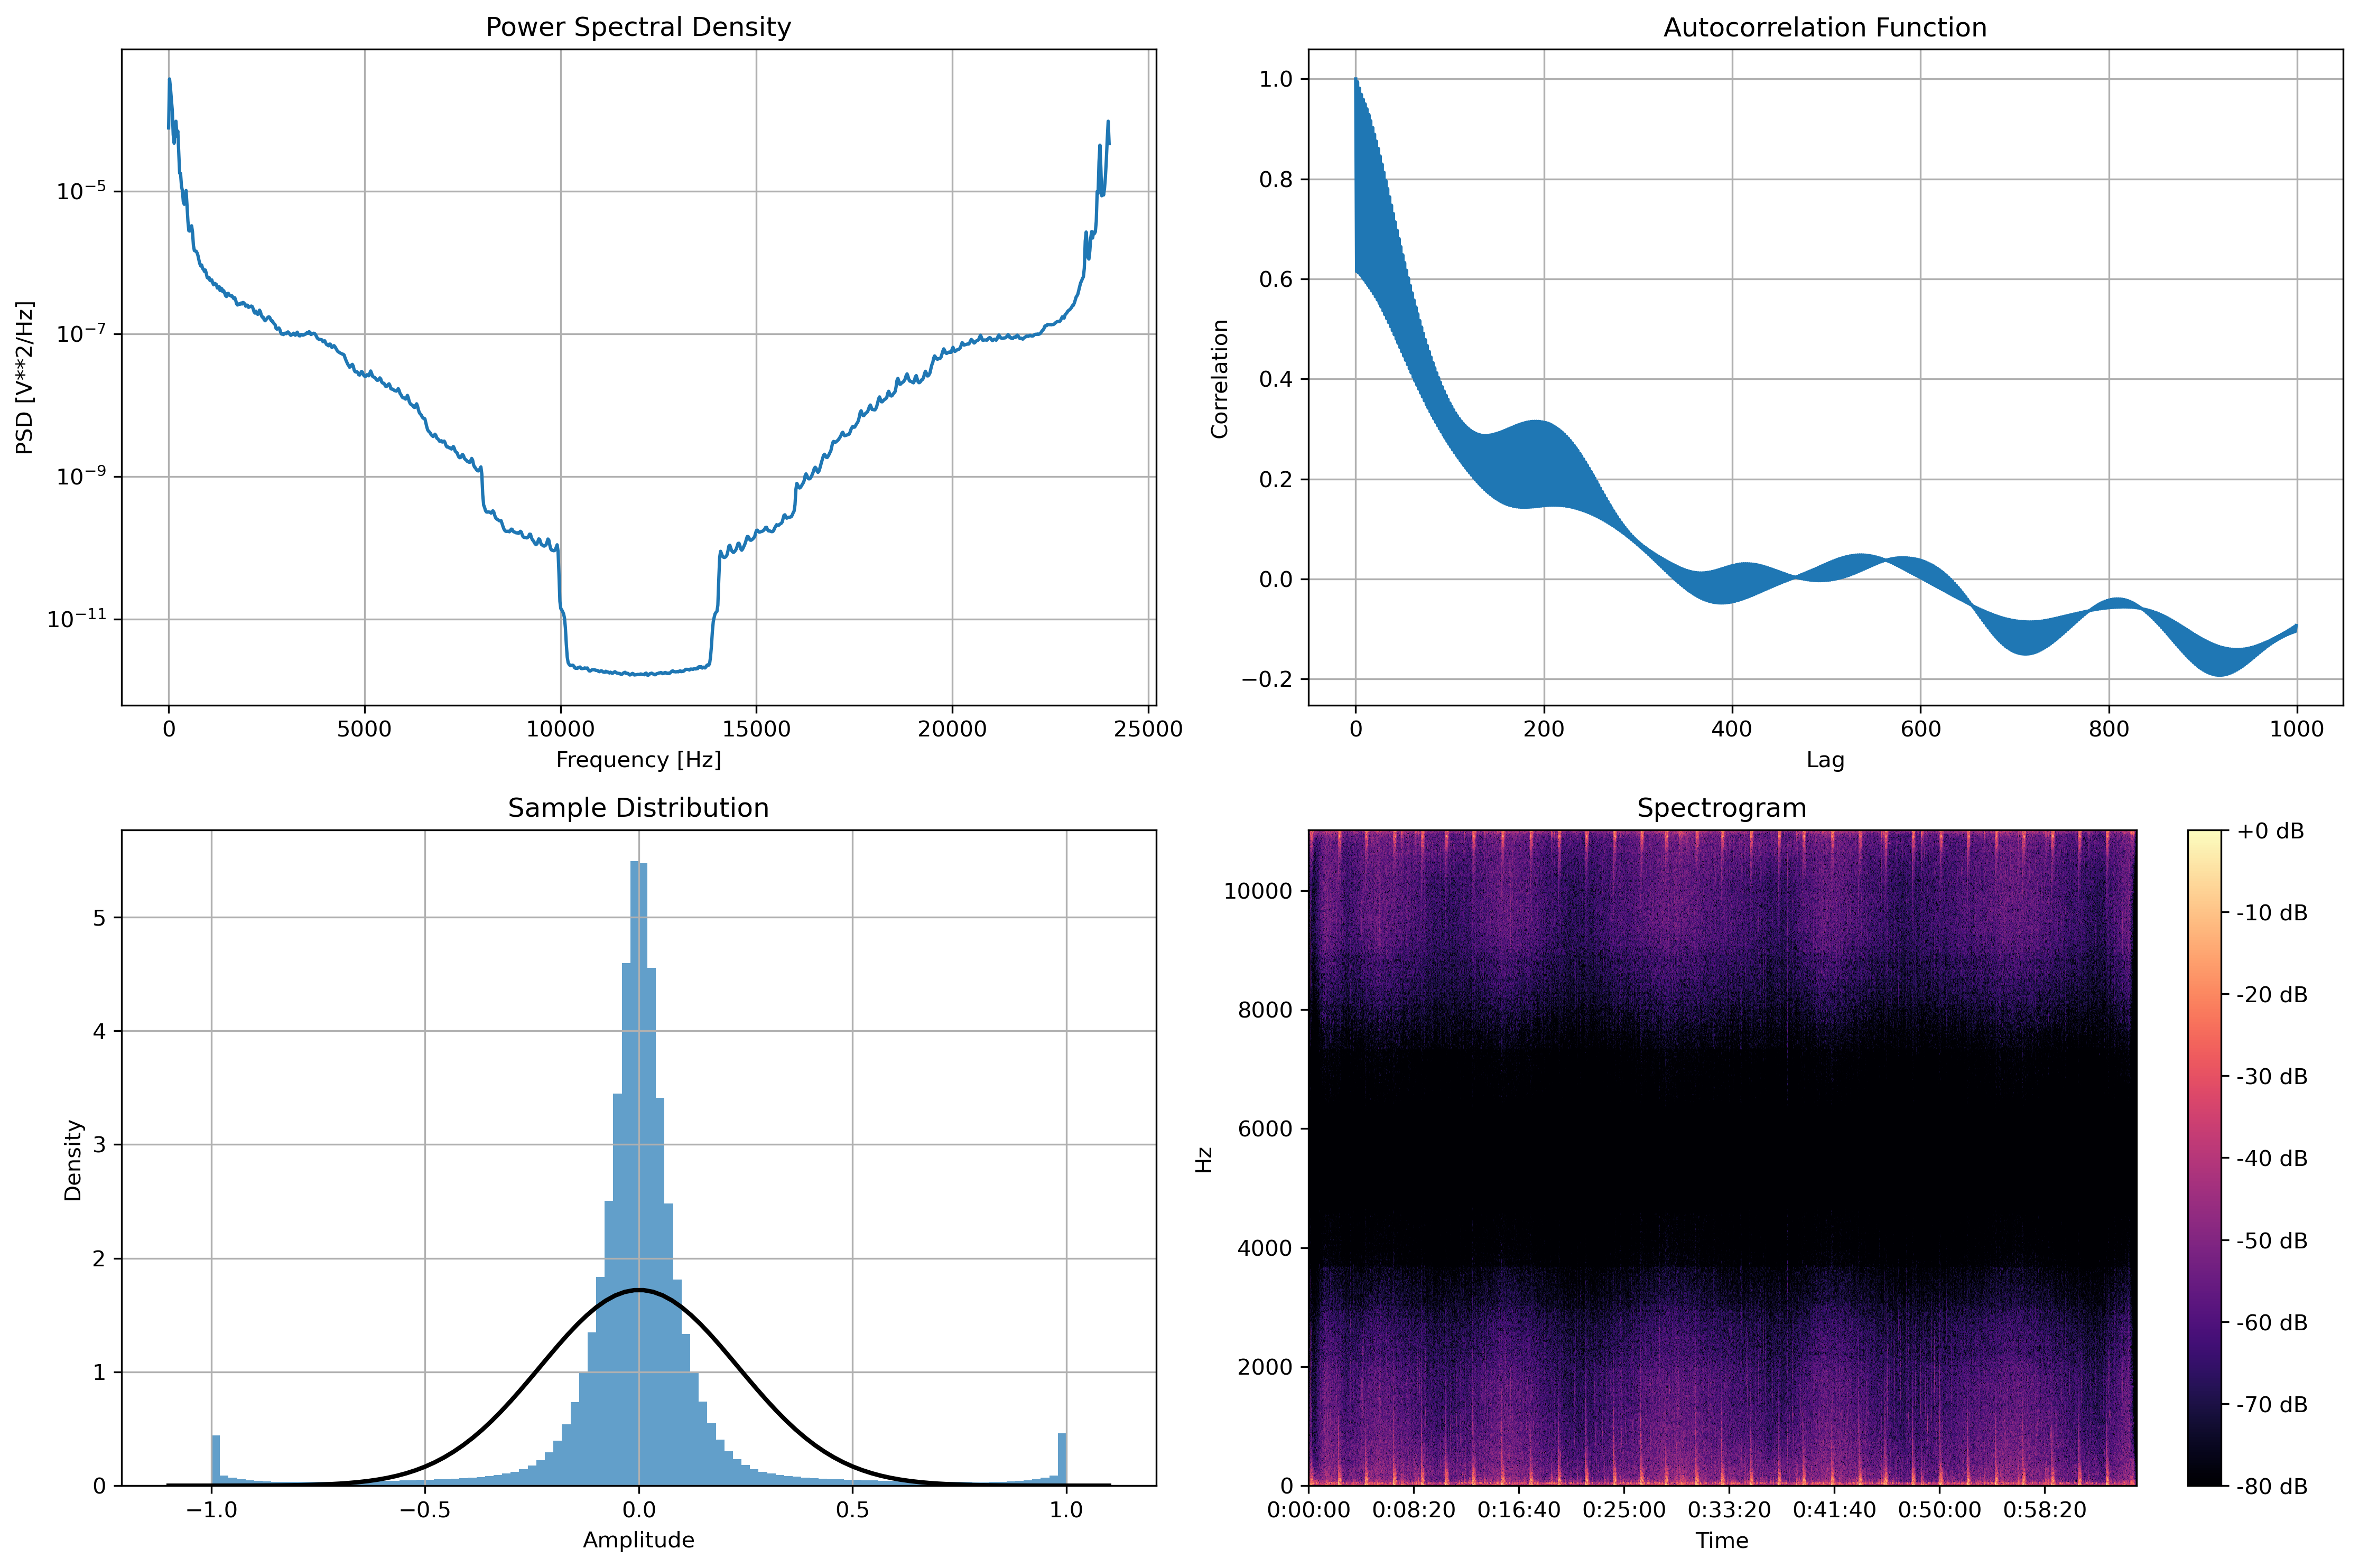 Power Spectral Density
PSD [V**2/Hz]
10⁻⁵
10⁻⁷
10⁻⁹
10⁻¹¹
0 5000 10000 15000 20000 25000
Frequency [Hz]
Autocorrelation Function
Correlation
1.0
0.8
0.6
0.4
0.2
0.0
−0.2
0 200 400 600 800 1000
Lag
Sample Distribution
Density
5
4
3
2
1
0
−1.0 −0.5 0.0 0.5 1.0
Amplitude
Spectrogram
Hz
10000
8000
6000
4000
2000
0
0:00:00 0:08:20 0:16:40 0:25:00 0:33:20 0:41:40 0:50:00 0:58:20
Time
+0 dB
-10 dB
-20 dB
-30 dB
-40 dB
-50 dB
-60 dB
-70 dB
-80 dB